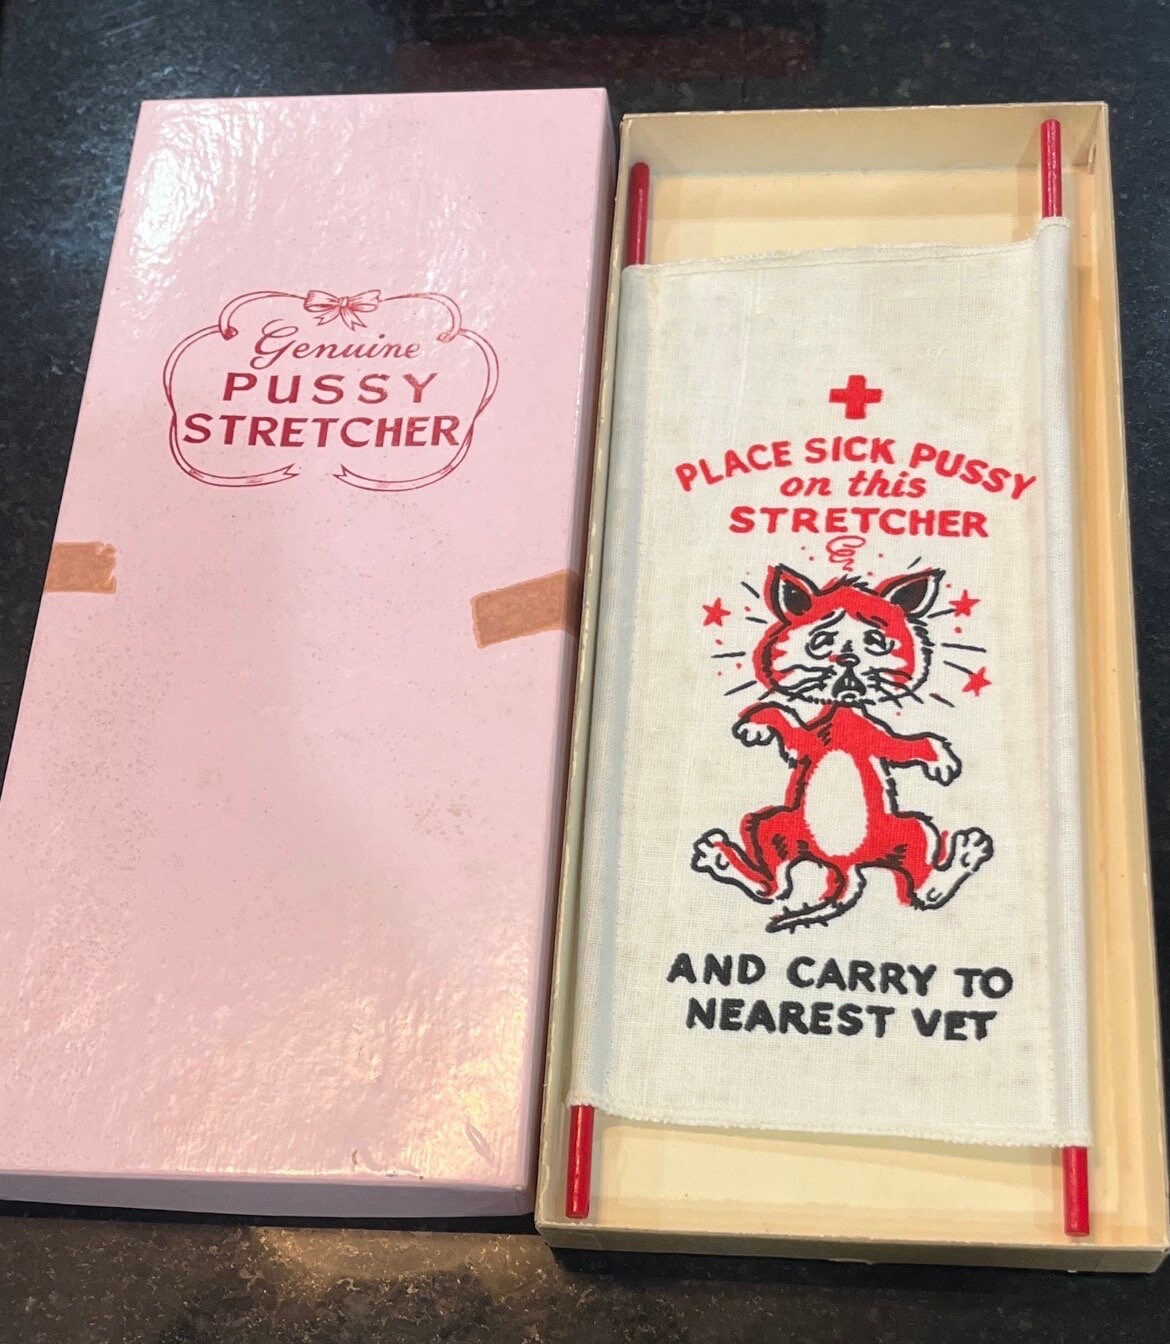 Genuine
PUSSY
STRETCHER
PLACE SICK PUSSY
on this
STRETCHER
AND CARRY TO
NEAREST VET